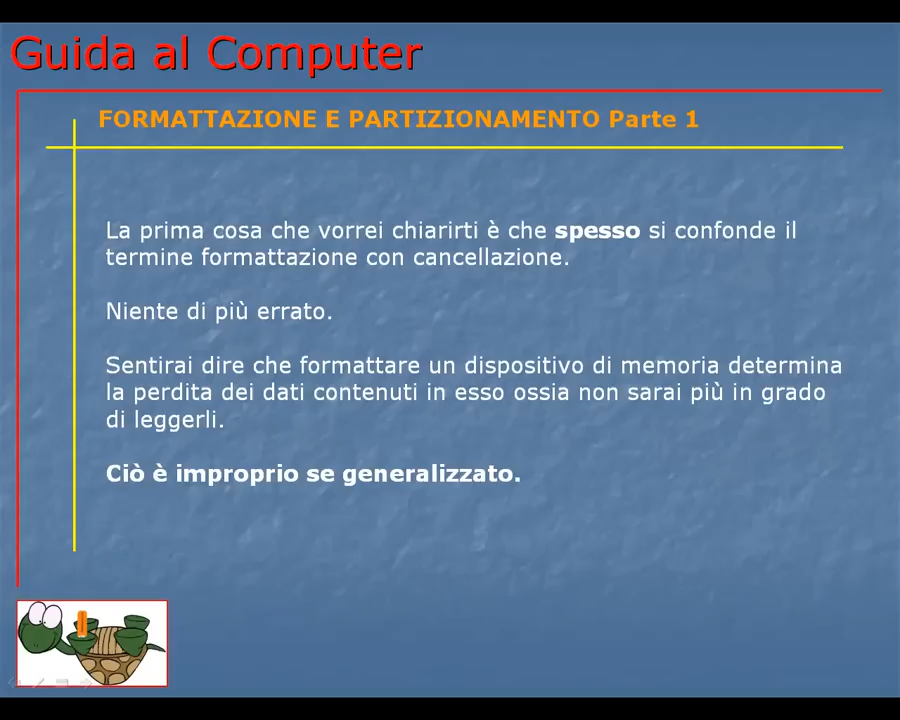 Guida al Computer
FORMATTAZIONE E PARTIZIONAMENTO Parte 1
La prima cosa che vorrei chiarirti è che spesso si confonde il
termine formattazione con cancellazione.
Niente di più errato.
Sentirai dire che formattare un dispositivo di memoria determina
la perdita dei dati contenuti in esso ossia non sarai più in grado
di leggerli.
Ciò è improprio se generalizzato.